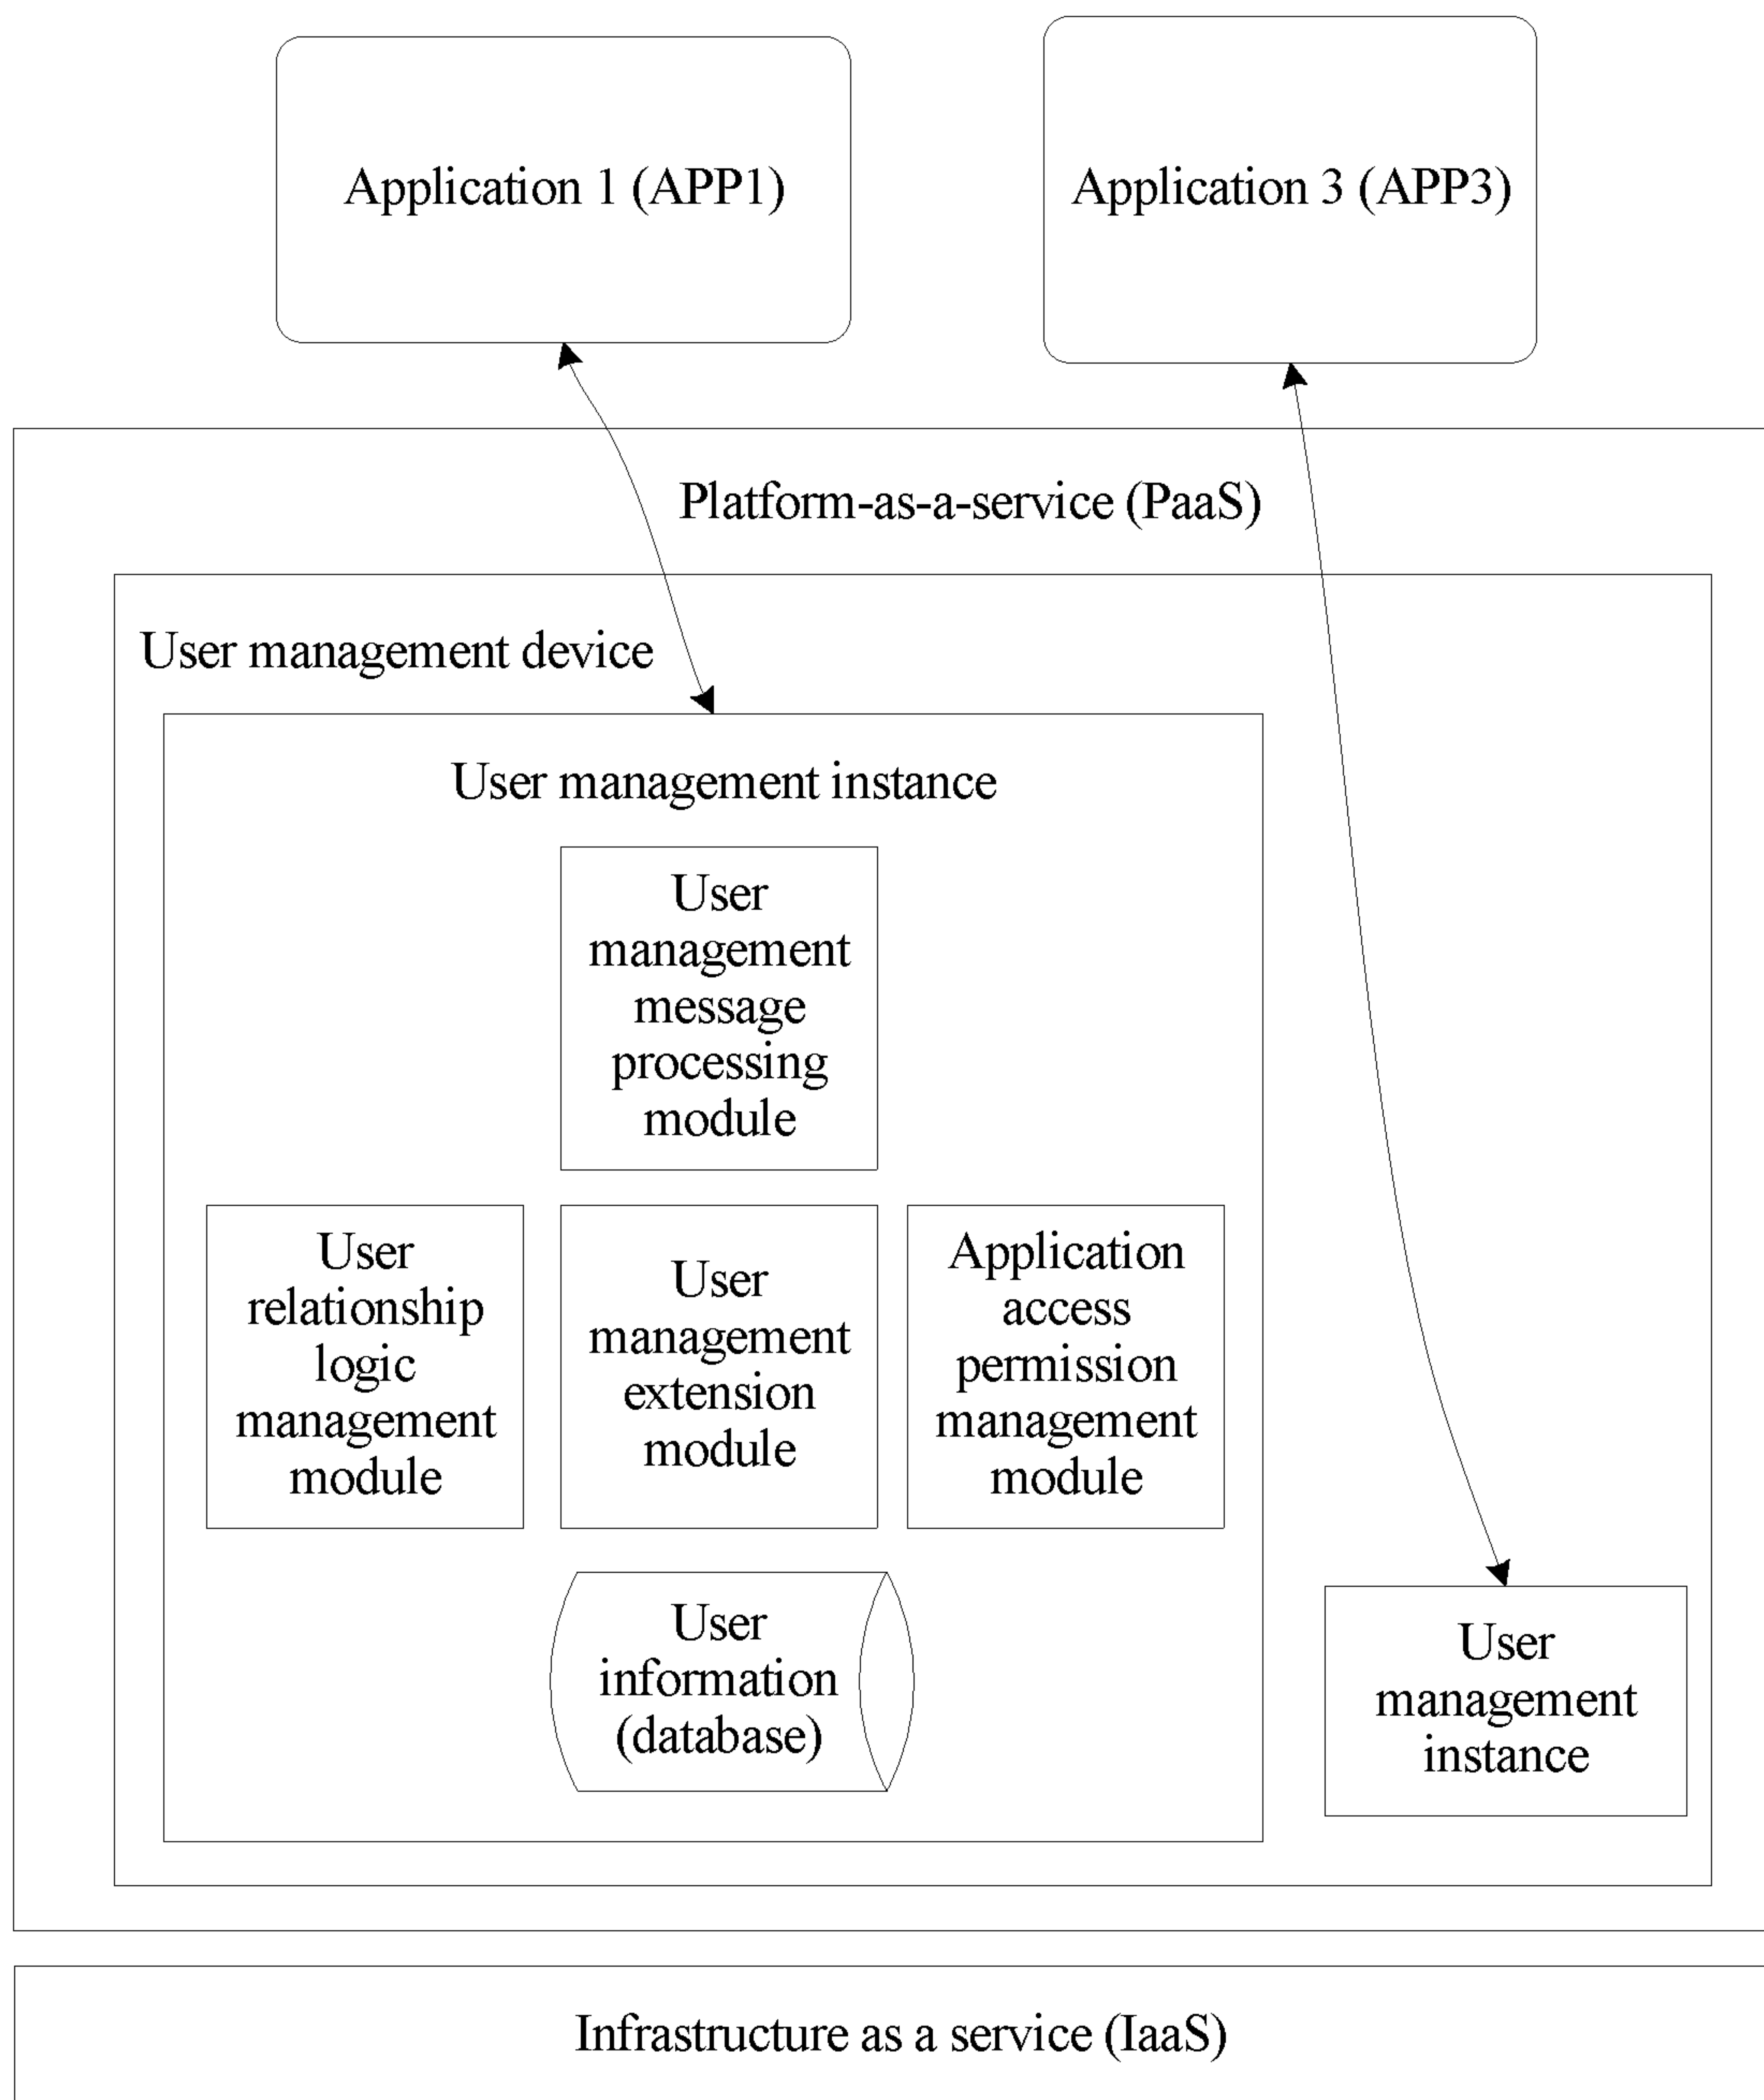 Application 1 (APP1)
Application 3 (APP3)
Platform-as-a-service (PaaS)
User management device
User management instance
User
management
message
processing
module
User
relationship
logic
management
module
User
management
extension
module
Application
access
permission
management
module
User
information
(database)
User
management
instance
Infrastructure as a service (IaaS)